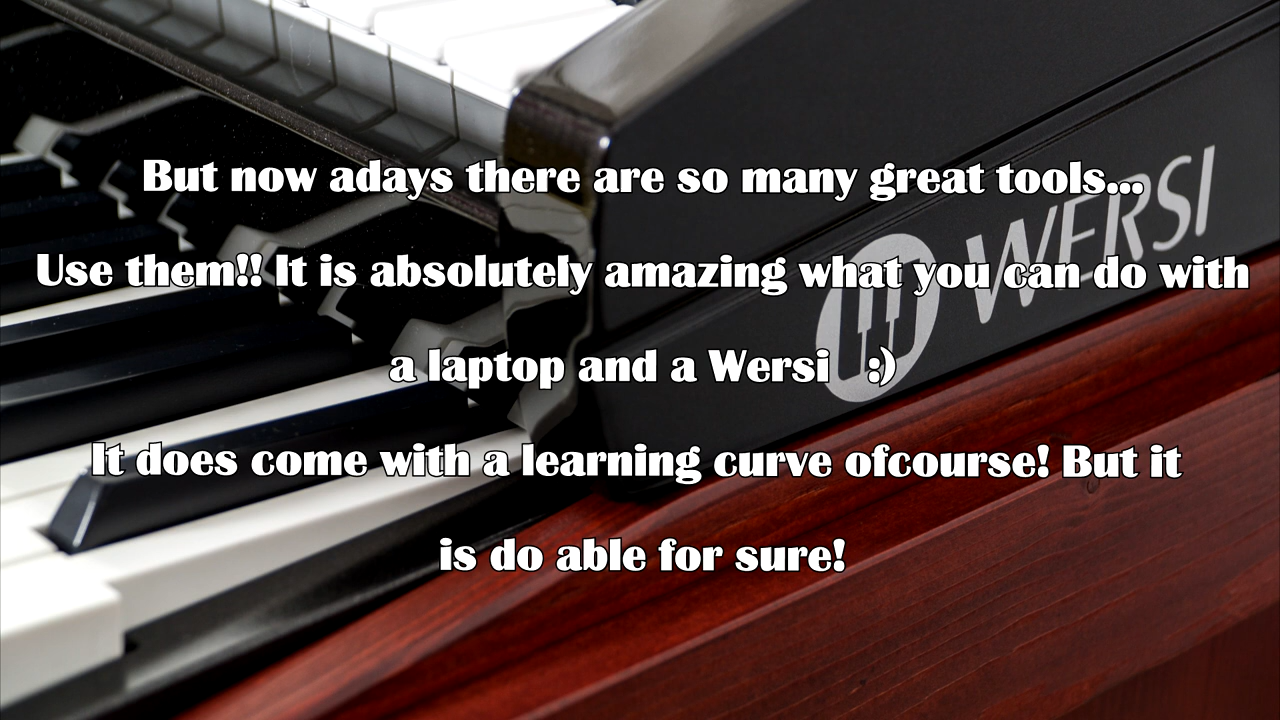 But now adays there are so many great tools...
Use them!! It is absolutely amazing what you can do with
a laptop and a Wersi :)
It does come with a learning curve ofcourse! But it
is do able for sure!
WERSI